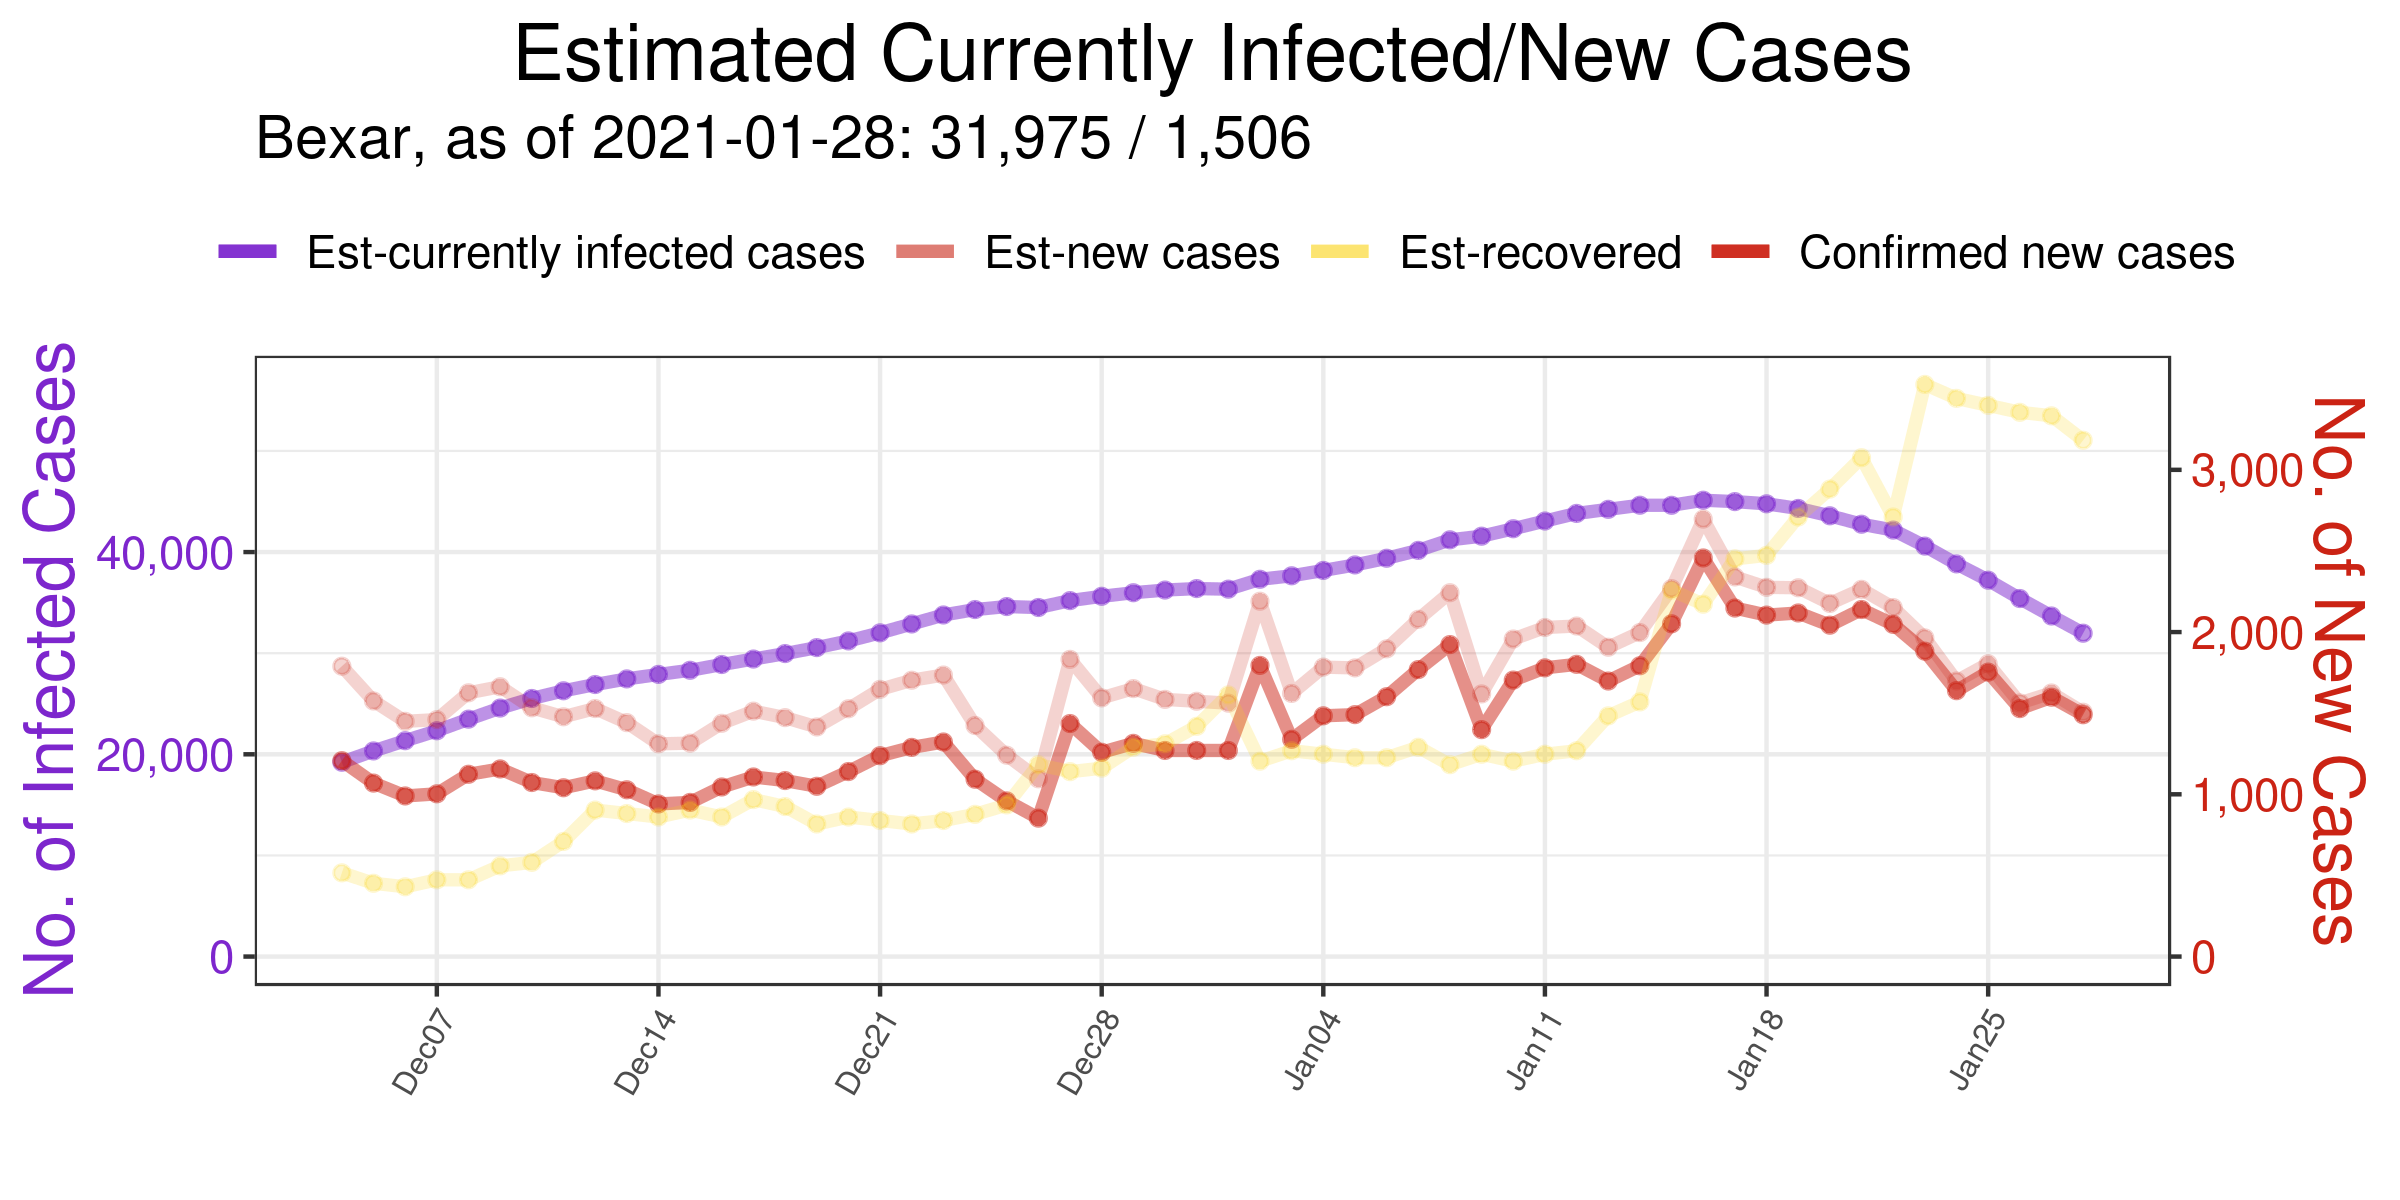 Estimated Currently Infected/New Cases
Bexar, as of 2021-01-28: 31,975 / 1,506
Est-currently infected cases Est-new cases Est-recovered Confirmed new cases
No. of Infected Cases
40,000
20,000
0
3,000
2,000
1,000
0
No. of New Cases
Dec07 Dec14 Dec21 Dec28 Jan04 Jan11 Jan18 Jan25